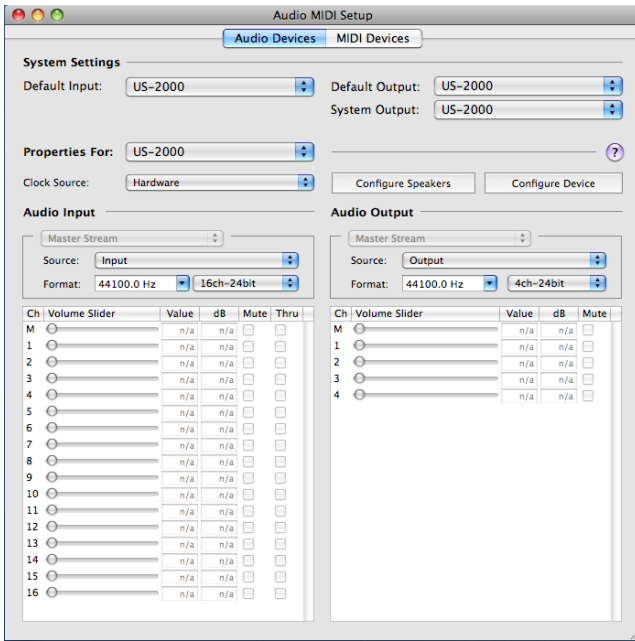 Audio MIDI Setup
Audio Devices MIDI Devices
System Settings
Default Input: US-2000
Default Output: US-2000
System Output: US-2000
Properties For: US-2000
?
Clock Source: Hardware
Configure Speakers Configure Device
Audio Input
Master Stream
Source: Input
Format: 44100.0 Hz 16ch-24bit
Ch Volume Slider Value dB Mute Thru
M n/a n/a
1 n/a n/a
2 n/a n/a
3 n/a n/a
4 n/a n/a
5 n/a n/a
6 n/a n/a
7 n/a n/a
8 n/a n/a
9 n/a n/a
10 n/a n/a
11 n/a n/a
12 n/a n/a
13 n/a n/a
14 n/a n/a
15 n/a n/a
16 n/a n/a
Audio Output
Master Stream
Source: Output
Format: 44100.0 Hz 4ch-24bit
Ch Volume Slider Value dB Mute
M n/a n/a
1 n/a n/a
2 n/a n/a
3 n/a n/a
4 n/a n/a